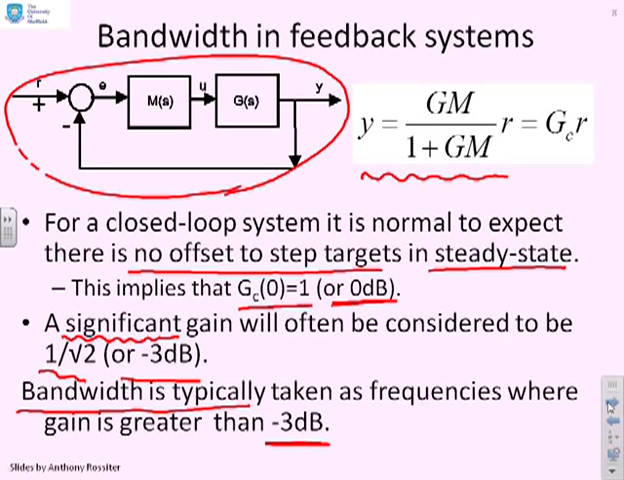 The
University
Of
Sheffield.
8
Bandwidth in feedback systems
r
+
-
e
M(s)
u
G(s)
y
y = GM / 1 + GM r = G_c r
• For a closed-loop system it is normal to expect
there is no offset to step targets in steady-state.
– This implies that G_c(0)=1 (or 0dB).
• A significant gain will often be considered to be
1/√2 (or -3dB).
Bandwidth is typically taken as frequencies where
gain is greater than -3dB.
Slides by Anthony Rossiter